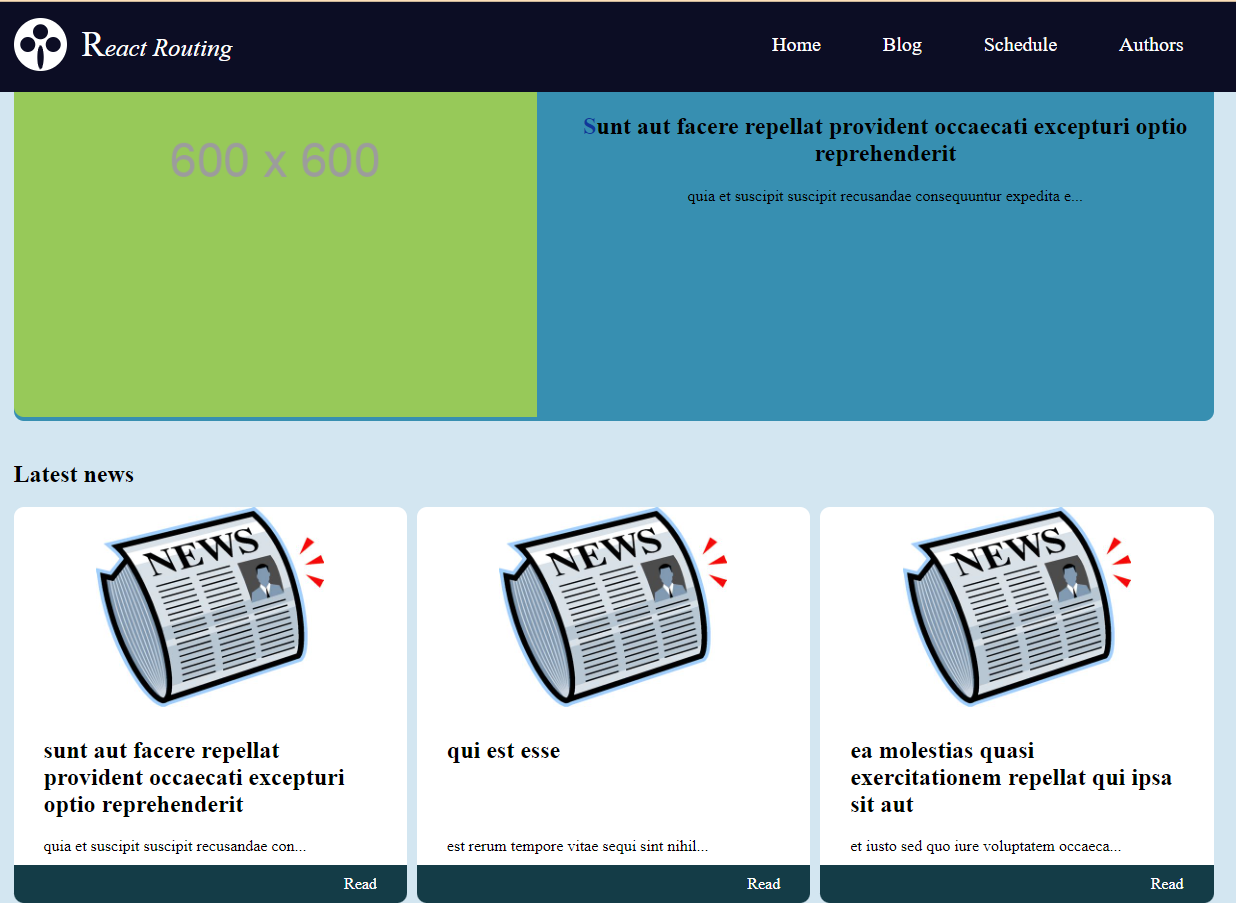 React Routing
Home
Blog
Schedule
Authors
600 x 600
Sunt aut facere repellat provident occaecati excepturi optio
reprehenderit
quia et suscipit suscipit recusandae consequuntur expedita e...
Latest news
NEWS
NEWS
NEWS
sunt aut facere repellat
provident occaecati excepturi
optio reprehenderit
quia et suscipit suscipit recusandae con...
Read
qui est esse
est rerum tempore vitae sequi sint nihil...
Read
ea molestias quasi
exercitationem repellat qui ipsa
sit aut
et iusto sed quo iure voluptatem occaeca...
Read